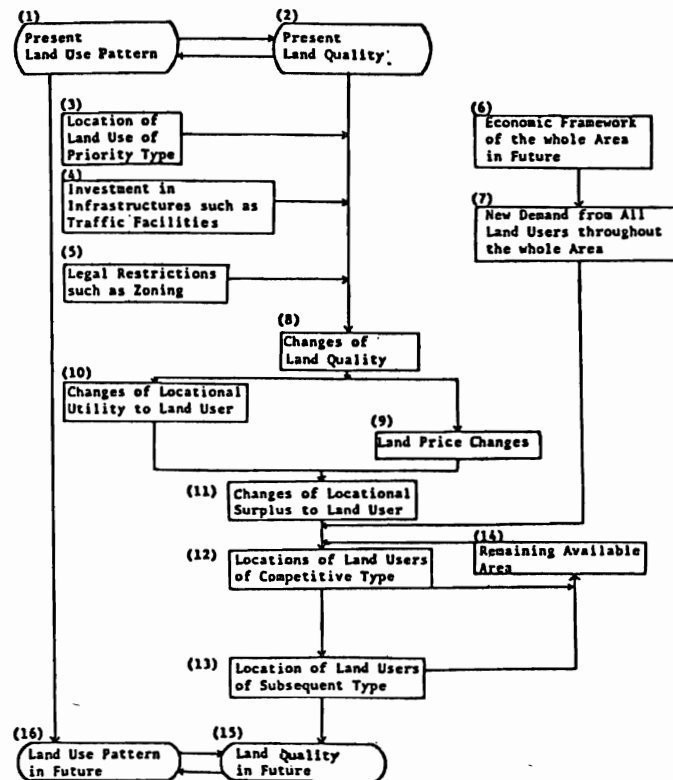 (1)
Present
Land Use Pattern
(2)
Present
Land Quality
(3)
Location of
Land Use of
Priority Type
(4)
Investment in
Infrastructures such as
Traffic Facilities
(5)
Legal Restrictions
such as Zoning
(6)
Economic Framework
of the whole Area
in Future
(7)
New Demand from All
Land Users throughout
the whole Area
(8)
Changes of
Land Quality
(10)
Changes of Locational
Utility to Land User
(9)
Land Price Changes
(11)
Changes of Locational
Surplus to Land User
(12)
Locations of Land Users
of Competitive Type
(14)
Remaining Available
Area
(13)
Location of Land Users
of Subsequent Type
(16)
Land Use Pattern
in Future
(15)
Land Quality
in Future